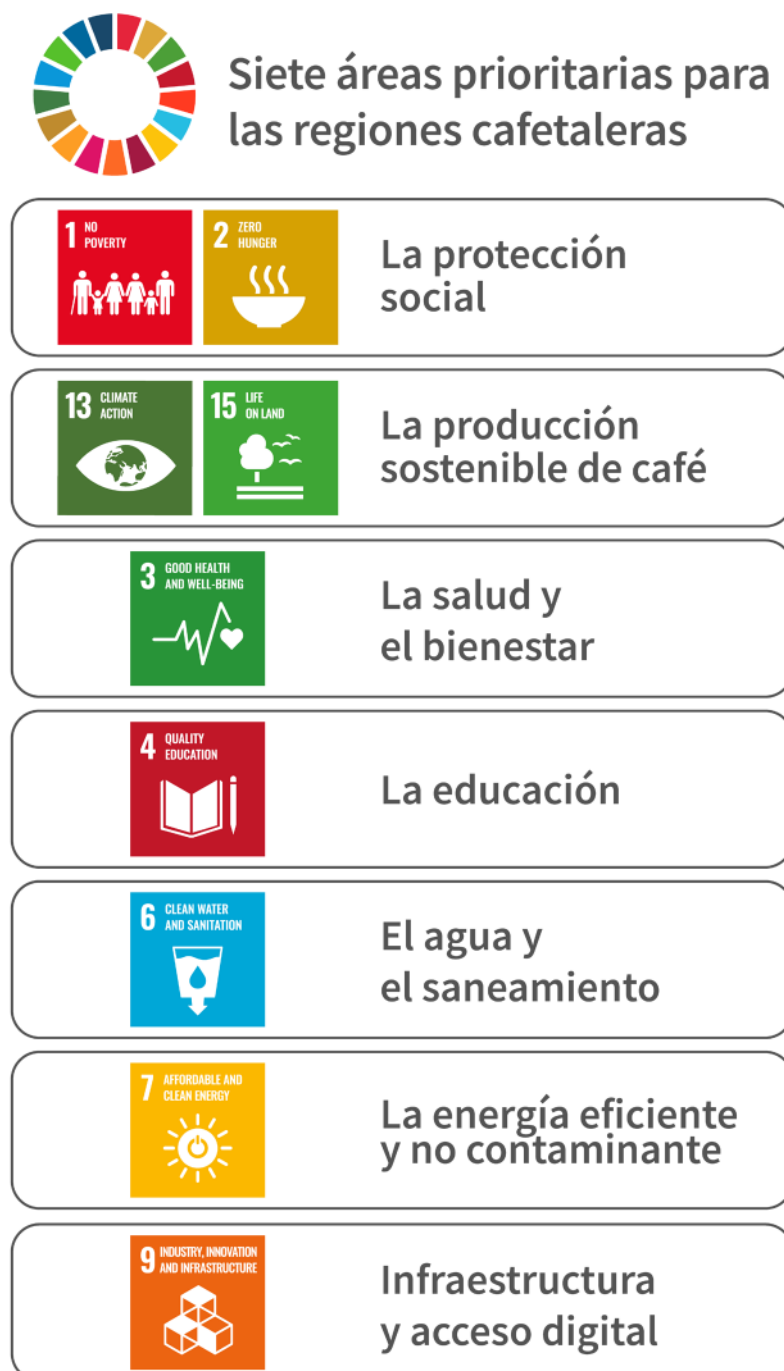 Siete áreas prioritarias para
las regiones cafetaleras
1 NO
POVERTY
2 ZERO
HUNGER
La protección
social
13 CLIMATE
ACTION
15 LIFE
ON LAND
La producción
sostenible de café
3 GOOD HEALTH
AND WELL-BEING
La salud y
el bienestar
4 QUALITY
EDUCATION
La educación
6 CLEAN WATER
AND SANITATION
El agua y
el saneamiento
7 AFFORDABLE AND
CLEAN ENERGY
La energía eficiente
y no contaminante
9 INDUSTRY, INNOVATION
AND INFRASTRUCTURE
Infraestructura
y acceso digital